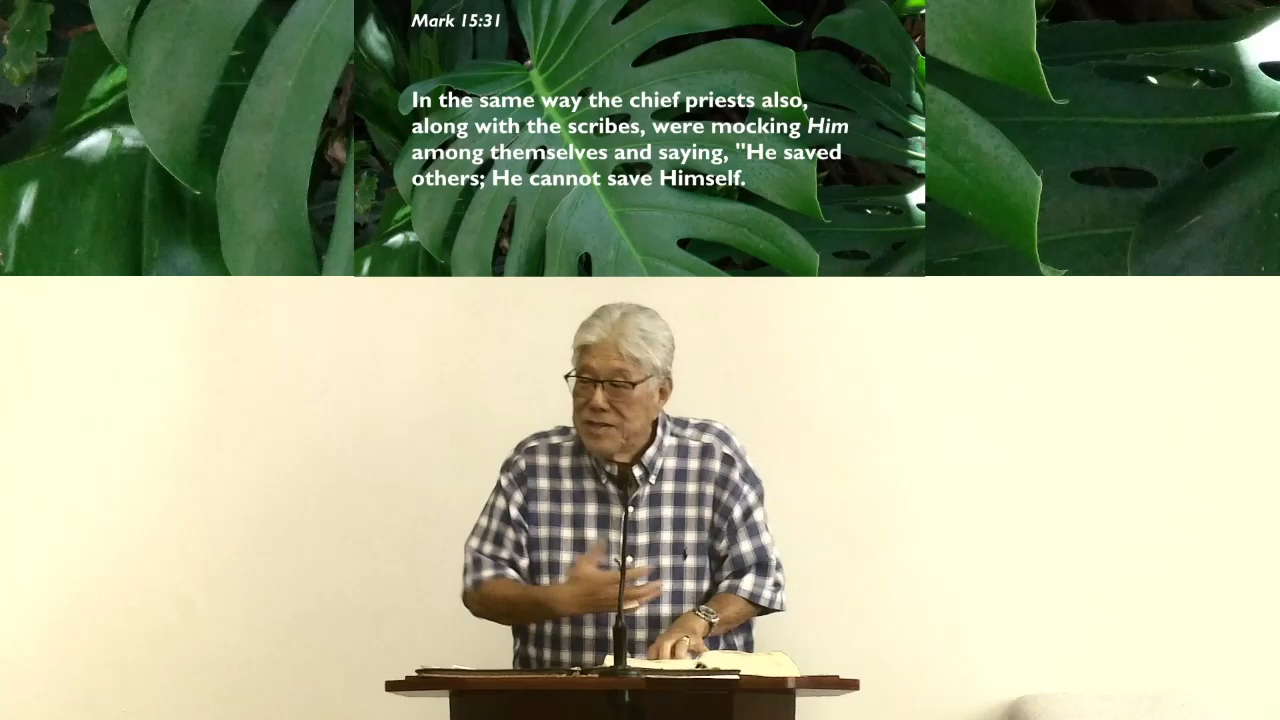 Mark 15:31
In the same way the chief priests also,
along with the scribes, were mocking Him
among themselves and saying, "He saved
others; He cannot save Himself.